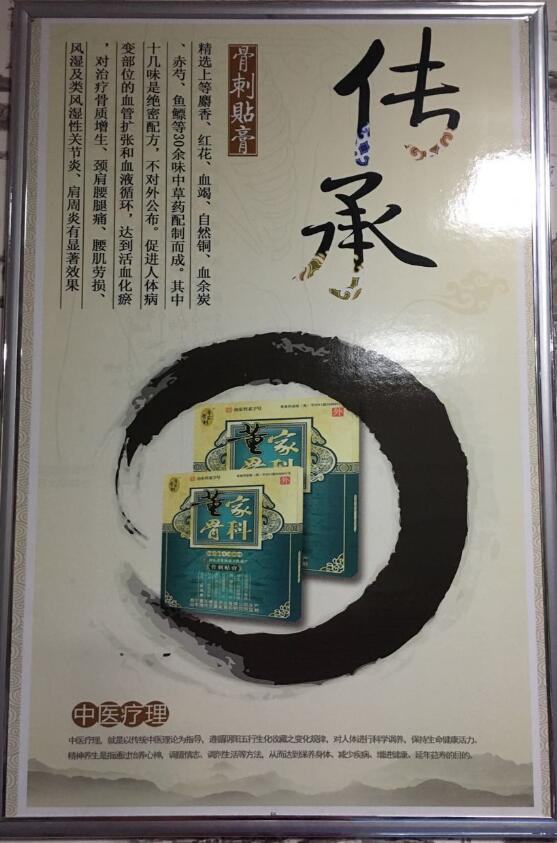 传承
骨刺贴膏
精选上等麝香、红花、血竭、自然铜、血余炭
、赤芍、鱼鳔等30余味中草药配制而成。其中
十几味是绝密配方，不对外公布。促进人体病
变部位的血管扩张和血液循环，达到活血化瘀
，对治疗骨质增生、颈肩腰腿痛、腰肌劳损、
风湿及类风湿性关节炎、肩周炎有显著效果
外
董家
骨科
外
董家
骨科
骨刺贴膏
中医疗理
中医疗理，就是以传统中医理论为指导，遵循阴阳五行生化收藏之变化规律，对人体进行科学调养，保持生命健康活力。
精神养生是指通过怡养心神，调摄情志、调剂生活等方法，从而达到保养身体、减少疾病、增进健康、延年益寿的目的。